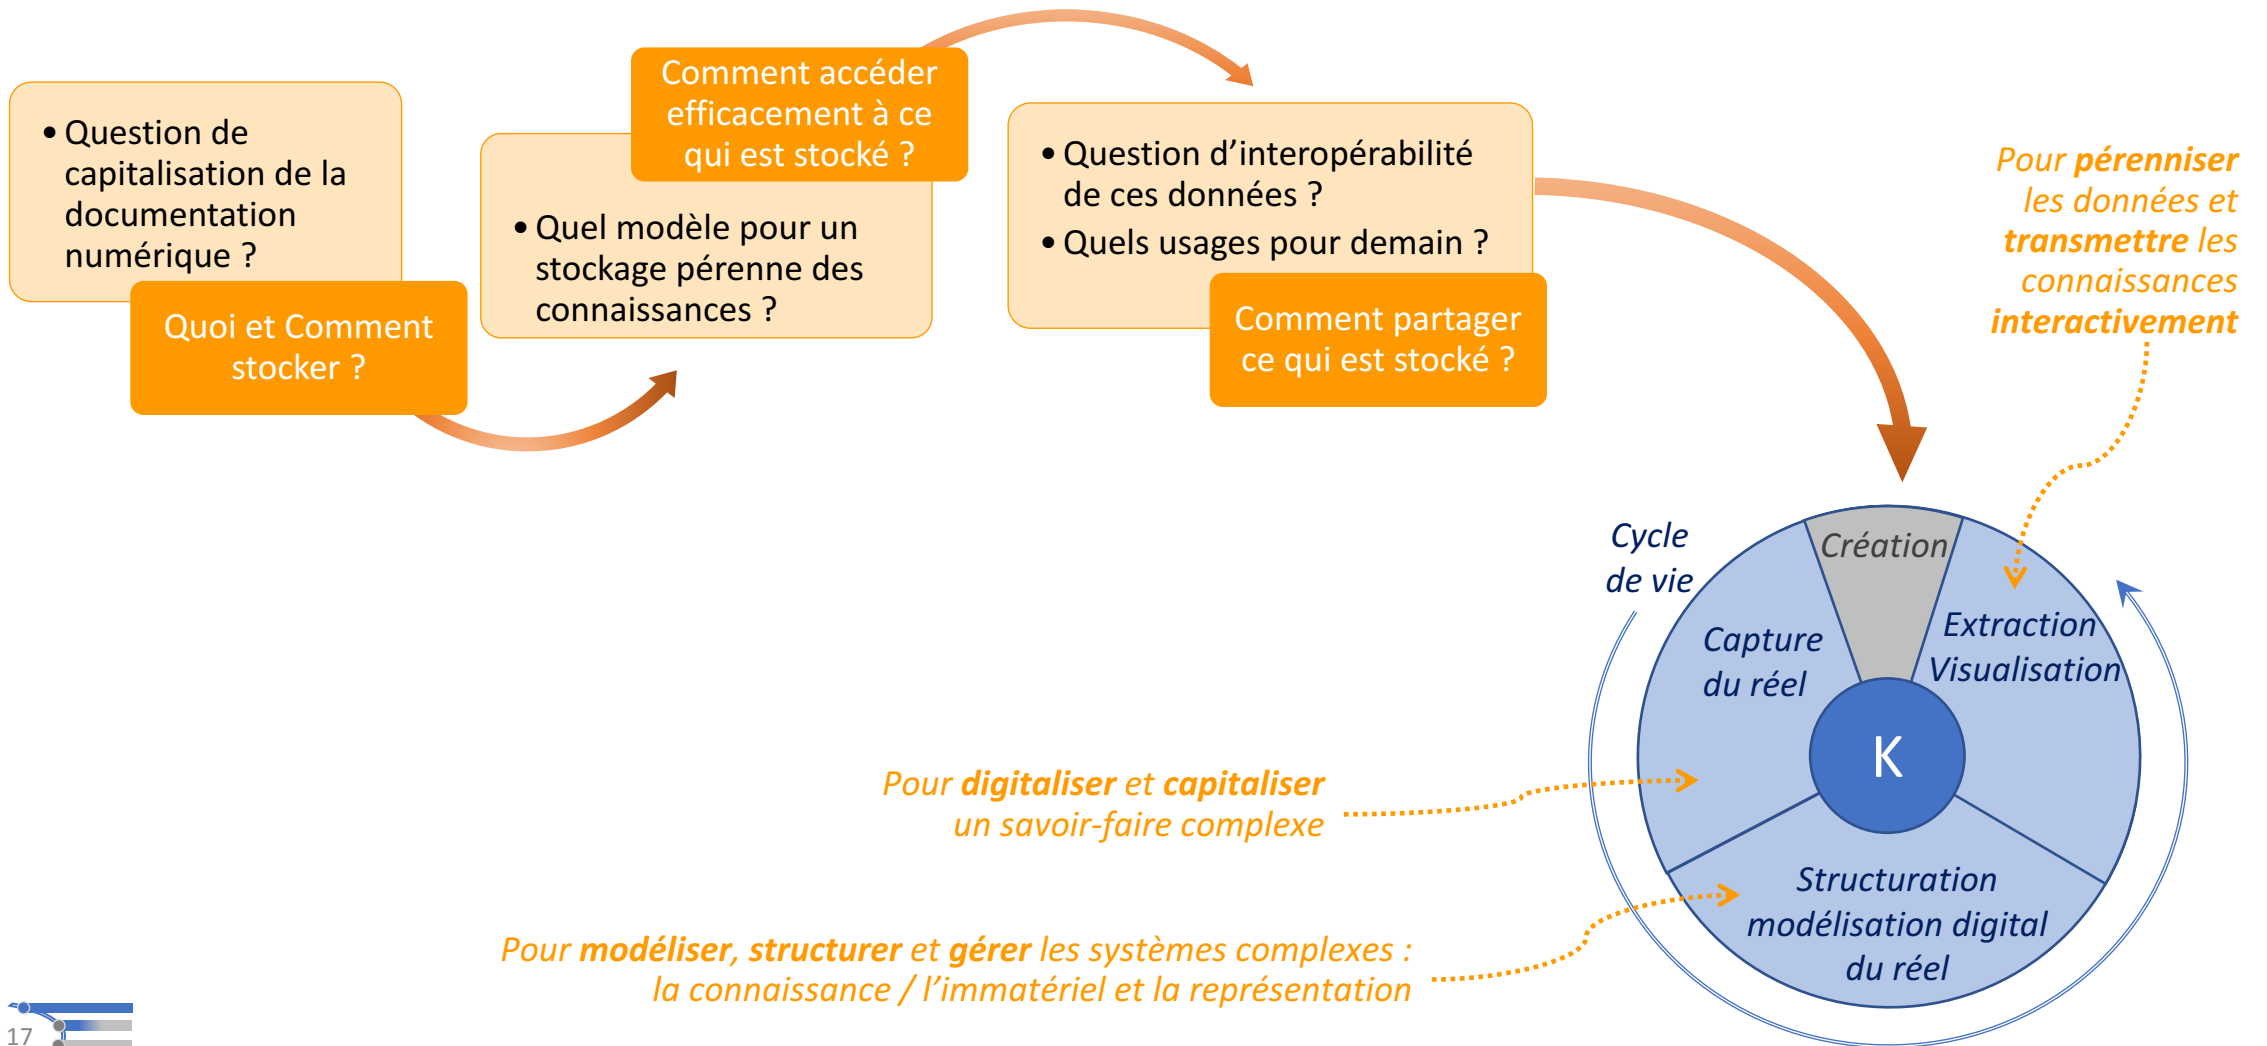 • Question de
capitalisation de la
documentation
numérique ?
Quoi et Comment
stocker ?
Comment accéder
efficacement à ce
qui est stocké ?
• Quel modèle pour un
stockage pérenne des
connaissances ?
• Question d’interopérabilité
de ces données ?
• Quels usages pour demain ?
Comment partager
ce qui est stocké ?
Pour pérenniser
les données et
transmettre les
connaissances
interactivement
Cycle
de vie
Création
Capture
du réel
Extraction
Visualisation
K
Structuration
modélisation digital
du réel
Pour digitaliser et capitaliser
un savoir-faire complexe
Pour modéliser, structurer et gérer les systèmes complexes :
la connaissance / l’immatériel et la représentation
17